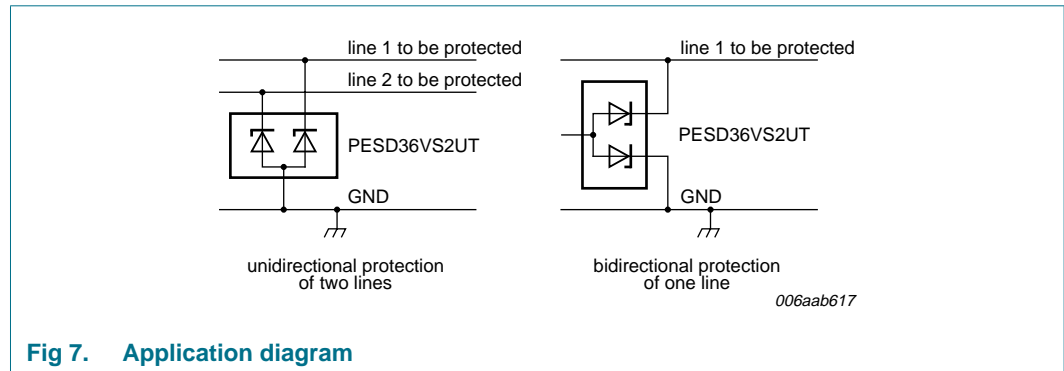 line 1 to be protected
line 2 to be protected
PESD36VS2UT
GND
unidirectional protection
of two lines
line 1 to be protected
PESD36VS2UT
GND
bidirectional protection
of one line
006aab617
Fig 7. Application diagram